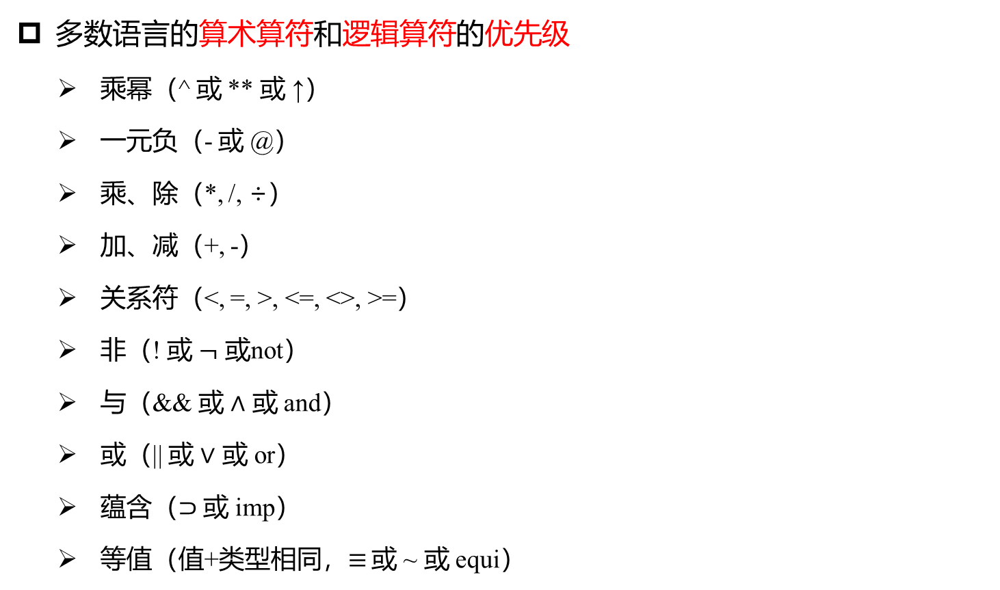 多数语言的算术算符和逻辑算符的优先级
乘幂（^ 或 ** 或 ↑）
一元负（- 或 @）
乘、除（*, /, ÷）
加、减（+, -）
关系符（<, =, >, <=, <>, >=）
非（! 或 ¬ 或not）
与（&& 或 ∧ 或 and）
或（|| 或 ∨ 或 or）
蕴含（⊃ 或 imp）
等值（值+类型相同，≡ 或 ~ 或 equi）